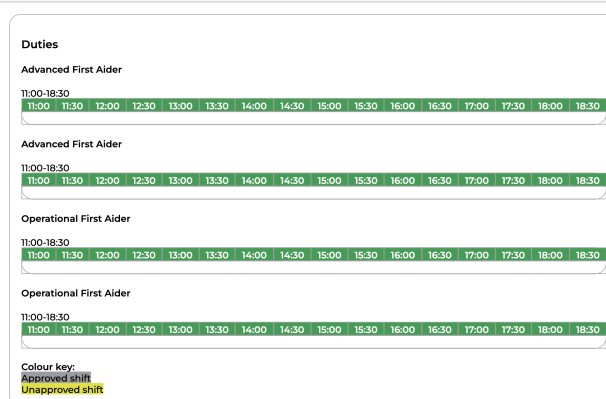 Duties
Advanced First Aider
11:00-18:30
11:00 11:30 12:00 12:30 13:00 13:30 14:00 14:30 15:00 15:30 16:00 16:30 17:00 17:30 18:00 18:30
Advanced First Aider
11:00-18:30
11:00 11:30 12:00 12:30 13:00 13:30 14:00 14:30 15:00 15:30 16:00 16:30 17:00 17:30 18:00 18:30
Operational First Aider
11:00-18:30
11:00 11:30 12:00 12:30 13:00 13:30 14:00 14:30 15:00 15:30 16:00 16:30 17:00 17:30 18:00 18:30
Operational First Aider
11:00-18:30
11:00 11:30 12:00 12:30 13:00 13:30 14:00 14:30 15:00 15:30 16:00 16:30 17:00 17:30 18:00 18:30
Colour key:
Approved shift
Unapproved shift